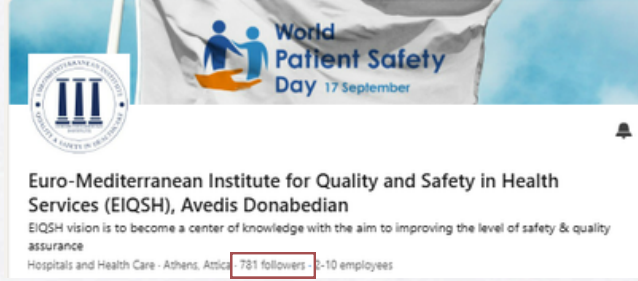 World
Patient Safety
Day 17 September
Euro-Mediterranean Institute for Quality and Safety in Health
Services (EIQSH), Avedis Donabedian
EIQSH vision is to become a center of knowledge with the aim to improving the level of safety & quality
assurance
Hospitals and Health Care · Athens, Attica · 781 followers · 2-10 employees